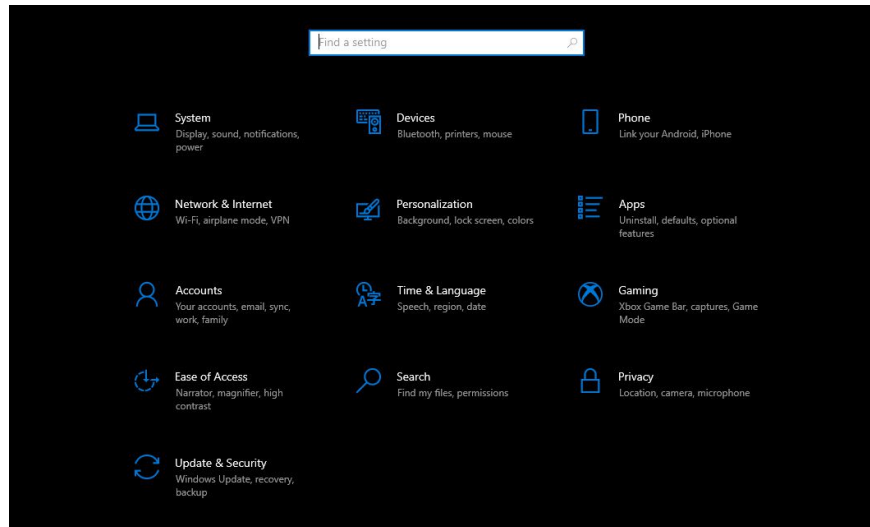 Find a setting
System
Display, sound, notifications,
power
Devices
Bluetooth, printers, mouse
Phone
Link your Android, iPhone
Network & Internet
Wi-Fi, airplane mode, VPN
Personalization
Background, lock screen, colors
Apps
Uninstall, defaults, optional
features
Accounts
Your accounts, email, sync,
work, family
Time & Language
Speech, region, date
Gaming
Xbox Game Bar, captures, Game
Mode
Ease of Access
Narrator, magnifier, high
contrast
Search
Find my files, permissions
Privacy
Location, camera, microphone
Update & Security
Windows Update, recovery,
backup